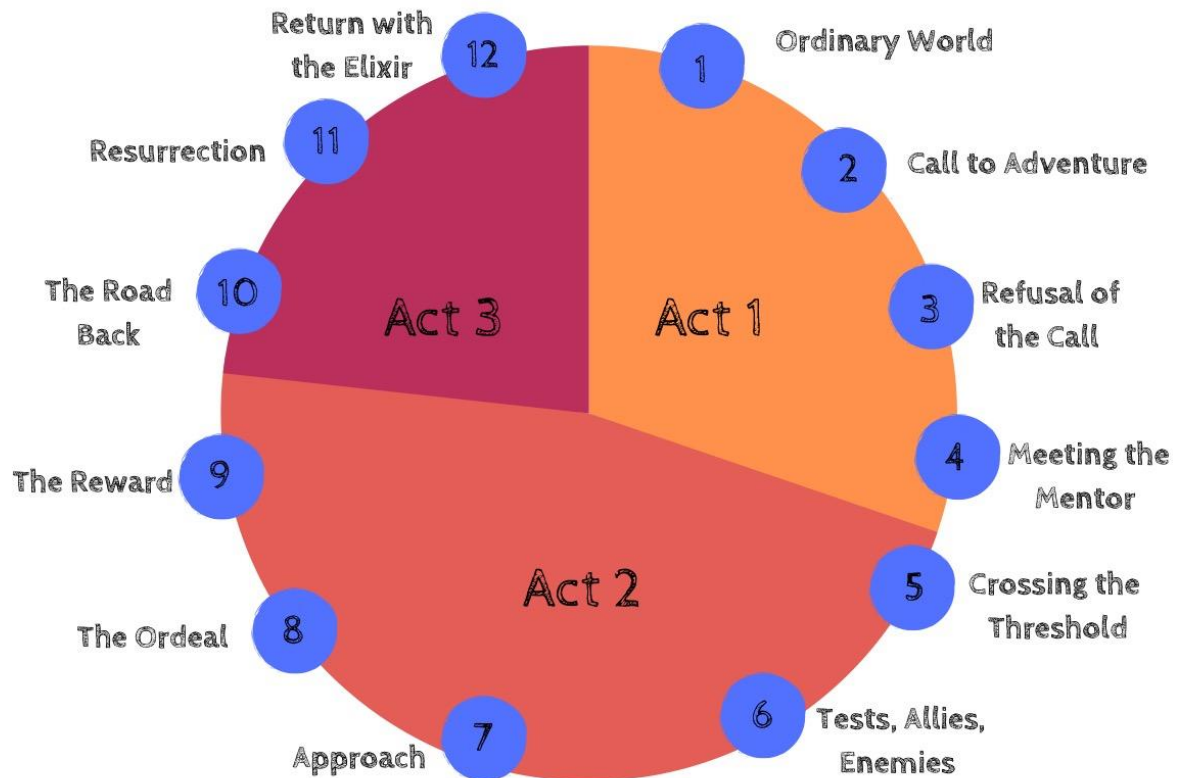 1
Ordinary World
2
Call to Adventure
3
Refusal of
the Call
4
Meeting the
Mentor
5
Crossing the
Threshold
6
Tests, Allies,
Enemies
7
Approach
8
The Ordeal
9
The Reward
10
The Road
Back
11
Resurrection
12
Return with
the Elixir
Act 1
Act 2
Act 3